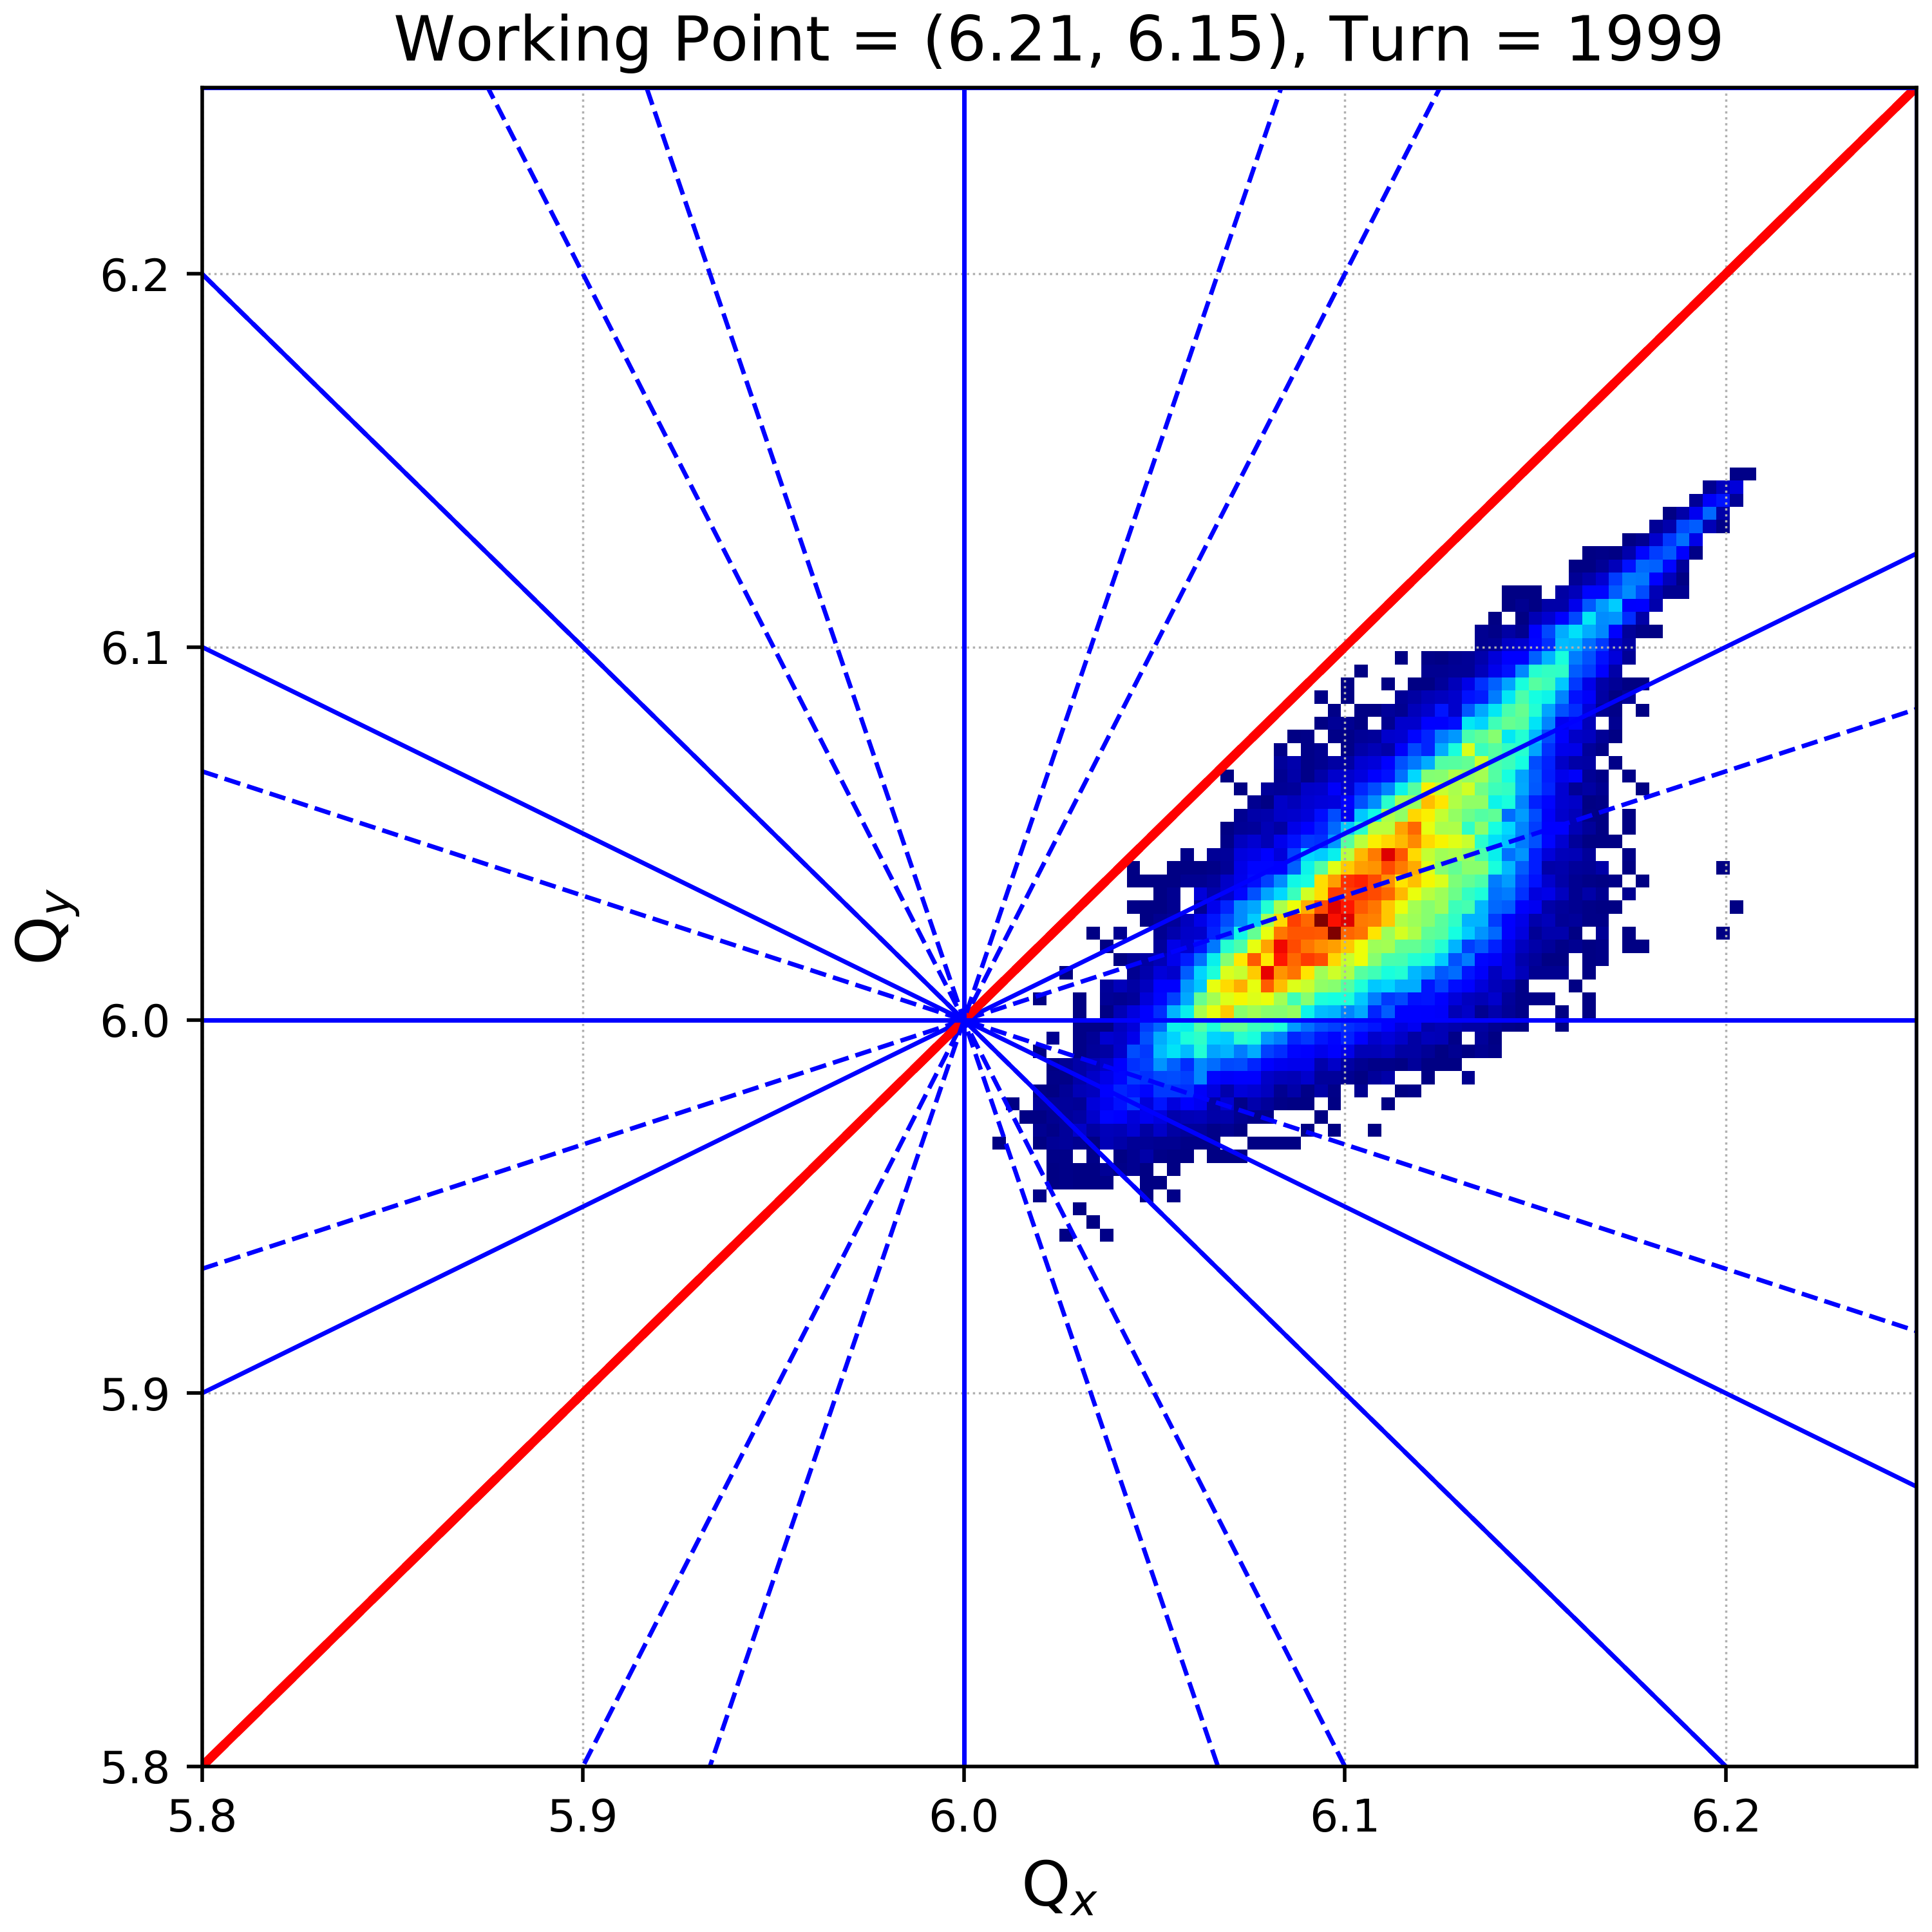 Working Point = (6.21, 6.15), Turn = 1999
6.2
6.1
6.0
5.9
5.8
Qy
5.8 5.9 6.0 6.1 6.2
Qx